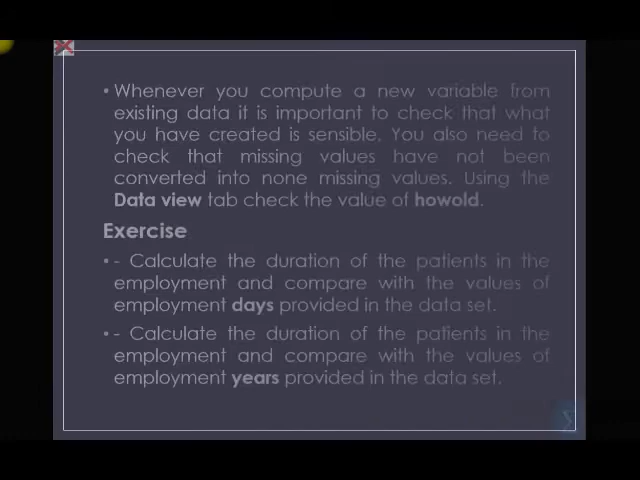 • Whenever you compute a new variable from
existing data it is important to check that what
you have created is sensible. You also need to
check that missing values have not been
converted into none missing values. Using the
Data view tab check the value of howold.
Exercise
• - Calculate the duration of the patients in the
employment and compare with the values of
employment days provided in the data set.
• - Calculate the duration of the patients in the
employment and compare with the values of
employment years provided in the data set.